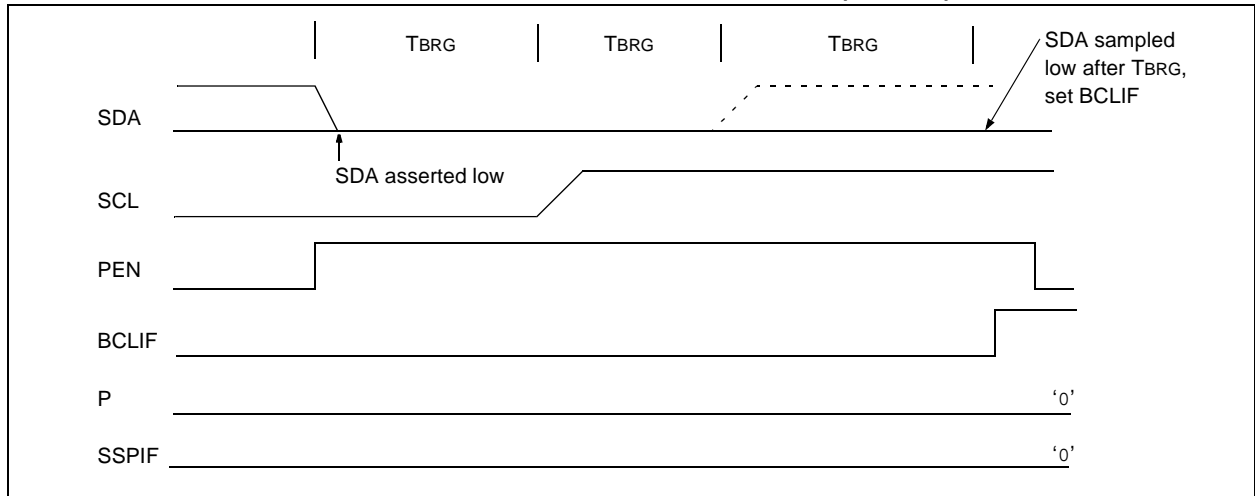 TBRG TBRG TBRG
SDA sampled
low after TBRG,
set BCLIF
SDA
SDA asserted low
SCL
PEN
BCLIF
P ‘0’
SSPIF ‘0’